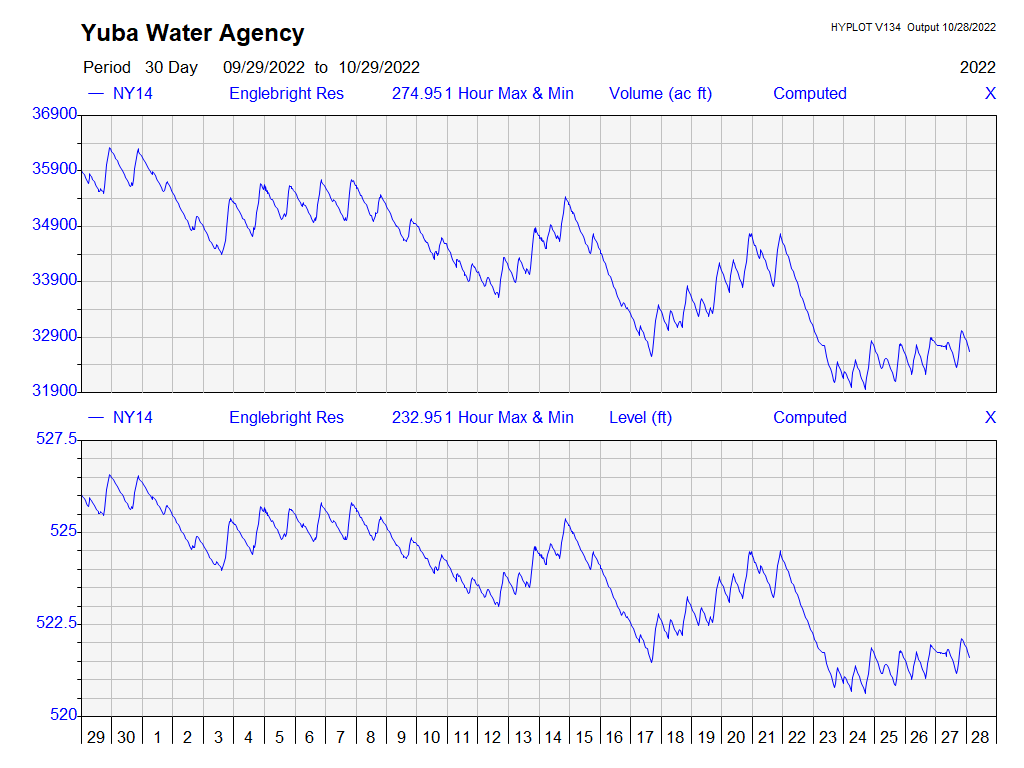 Yuba Water Agency
HYPLOT V134 Output 10/28/2022
Period 30 Day 09/29/2022 to 10/29/2022 2022
— NY14 Englebright Res 274.951 Hour Max & Min Volume (ac ft) Computed X
36900
35900
34900
33900
32900
31900
— NY14 Englebright Res 232.951 Hour Max & Min Level (ft) Computed X
527.5
525
522.5
520
29 30 1 2 3 4 5 6 7 8 9 10 11 12 13 14 15 16 17 18 19 20 21 22 23 24 25 26 27 28